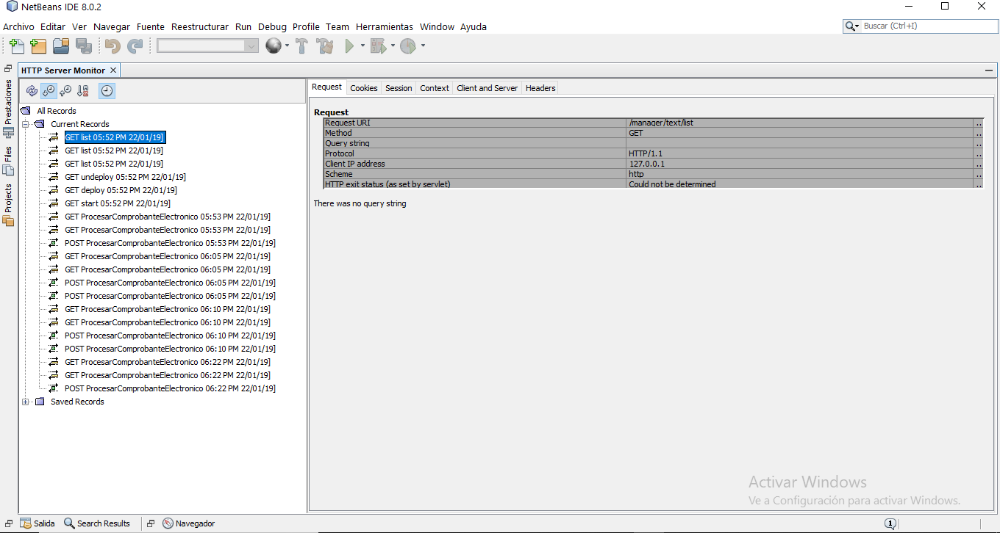 NetBeans IDE 8.0.2
Archivo Editar Ver Navegar Fuente Reestructurar Run Debug Profile Team Herramientas Window Ayuda
Buscar (Ctrl+I)
Prestaciones
Files
Projects
HTTP Server Monitor
All Records
Current Records
GET list 05:52 PM 22/01/19]
GET list 05:52 PM 22/01/19]
GET list 05:52 PM 22/01/19]
GET undeploy 05:52 PM 22/01/19]
GET deploy 05:52 PM 22/01/19]
GET start 05:52 PM 22/01/19]
GET ProcesarComprobanteElectronico 05:53 PM 22/01/19]
GET ProcesarComprobanteElectronico 05:53 PM 22/01/19]
POST ProcesarComprobanteElectronico 05:53 PM 22/01/19]
GET ProcesarComprobanteElectronico 06:05 PM 22/01/19]
GET ProcesarComprobanteElectronico 06:05 PM 22/01/19]
POST ProcesarComprobanteElectronico 06:05 PM 22/01/19]
POST ProcesarComprobanteElectronico 06:05 PM 22/01/19]
GET ProcesarComprobanteElectronico 06:10 PM 22/01/19]
GET ProcesarComprobanteElectronico 06:10 PM 22/01/19]
POST ProcesarComprobanteElectronico 06:10 PM 22/01/19]
POST ProcesarComprobanteElectronico 06:10 PM 22/01/19]
GET ProcesarComprobanteElectronico 06:22 PM 22/01/19]
GET ProcesarComprobanteElectronico 06:22 PM 22/01/19]
POST ProcesarComprobanteElectronico 06:22 PM 22/01/19]
Saved Records
Request Cookies Session Context Client and Server Headers
Request
Request URI /manager/text/list ..
Method GET ..
Query string ..
Protocol HTTP/1.1 ..
Client IP address 127.0.0.1 ..
Scheme http ..
HTTP exit status (as set by servlet) Could not be determined ..
There was no query string
Activar Windows
Ve a Configuración para activar Windows.
Salida Search Results Navegador 1